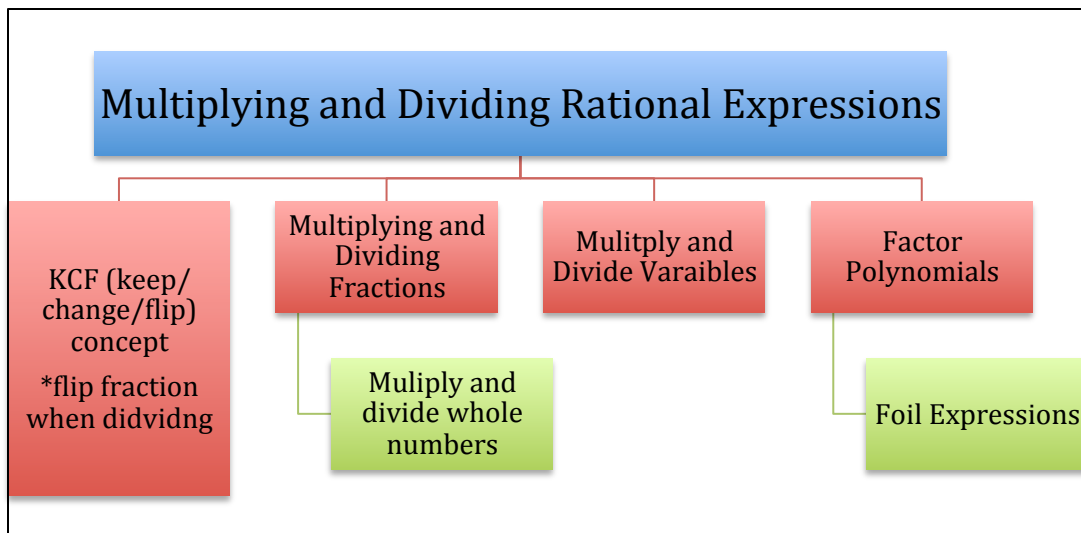 Multiplying and Dividing Rational Expressions
KCF (keep/
change/flip)
concept
*flip fraction
when didvidng
Multiplying and
Dividing
Fractions
Muliply and
divide whole
numbers
Mulitply and
Divide Varaibles
Factor
Polynomials
Foil Expressions